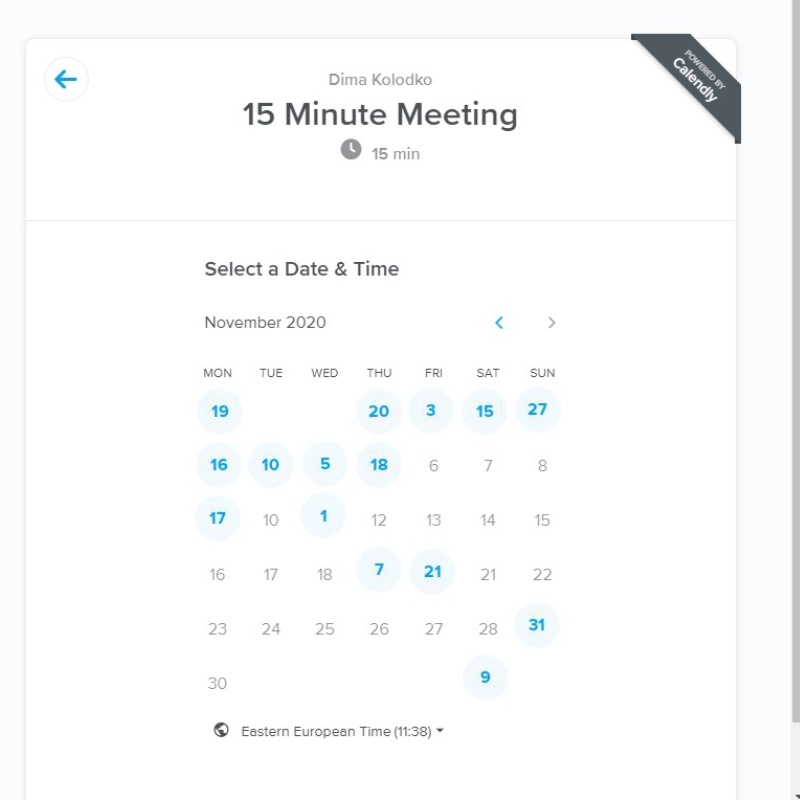 POWERED BY
Calendly
Dima Kolodko
15 Minute Meeting
15 min
Select a Date & Time
November 2020
MON TUE WED THU FRI SAT SUN
19 20 3 15 27
16 10 5 18 6 7 8
17 10 1 12 13 14 15
16 17 18 7 21 21 22
23 24 25 26 27 28 31
30 9
Eastern European Time (11:38)